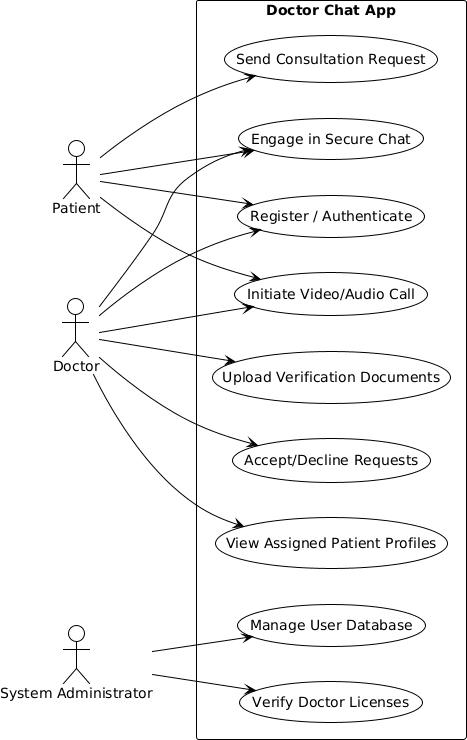 Doctor Chat App
Send Consultation Request
Engage in Secure Chat
Patient
Register / Authenticate
Initiate Video/Audio Call
Doctor
Upload Verification Documents
Accept/Decline Requests
View Assigned Patient Profiles
Manage User Database
System Administrator
Verify Doctor Licenses